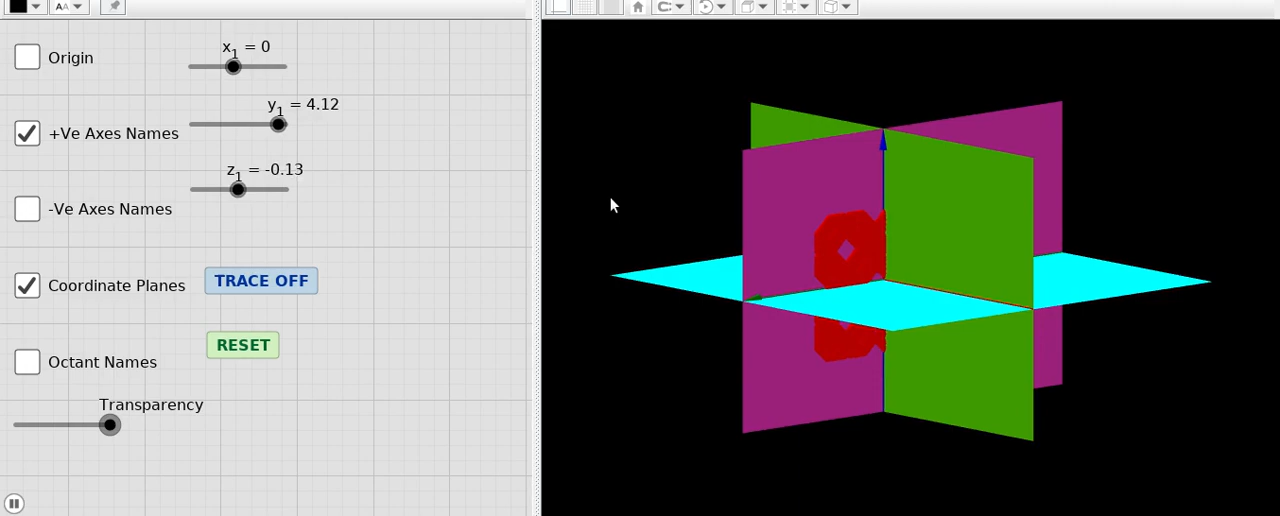 AA
x₁ = 0
Origin
y₁ = 4.12
+Ve Axes Names
z₁ = -0.13
-Ve Axes Names
TRACE OFF
Coordinate Planes
RESET
Octant Names
Transparency